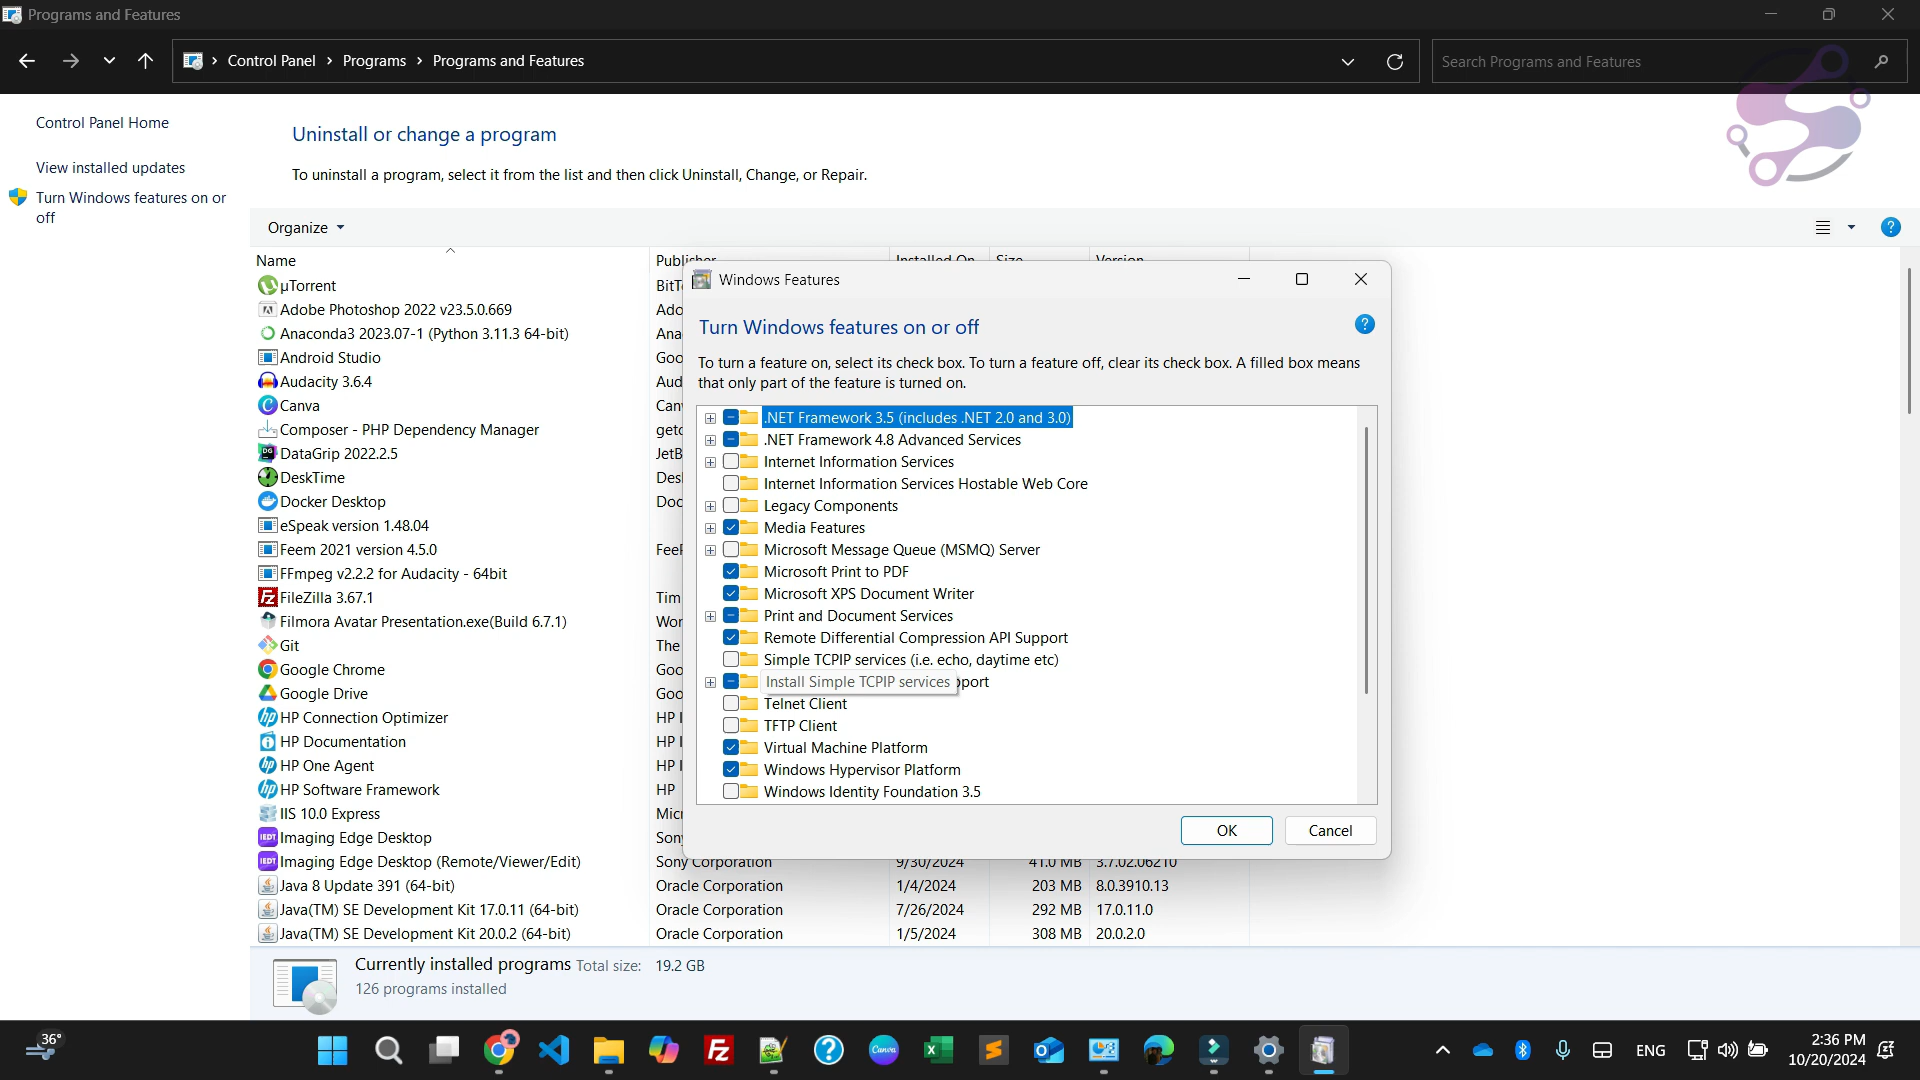 Programs and Features
Control Panel > Programs > Programs and Features
Search Programs and Features
Control Panel Home
View installed updates
Turn Windows features on or
off
Uninstall or change a program
To uninstall a program, select it from the list and then click Uninstall, Change, or Repair.
Organize
Name
µTorrent
Adobe Photoshop 2022 v23.5.0.669
Anaconda3 2023.07-1 (Python 3.11.3 64-bit)
Android Studio
Audacity 3.6.4
Canva
Composer - PHP Dependency Manager
DataGrip 2022.2.5
DeskTime
Docker Desktop
eSpeak version 1.48.04
Feem 2021 version 4.5.0
FFmpeg v2.2.2 for Audacity - 64bit
FileZilla 3.67.1
Filmora Avatar Presentation.exe(Build 6.7.1)
Git
The
Google Chrome
Google Drive
HP Connection Optimizer
HP Documentation
HP One Agent
HP Software Framework
HP
IIS 10.0 Express
Imaging Edge Desktop
Imaging Edge Desktop (Remote/Viewer/Edit) Sony Corporation 9/30/2024 41.0 MB 3.7.02.06210
Java 8 Update 391 (64-bit) Oracle Corporation 1/4/2024 203 MB 8.0.3910.13
Java(TM) SE Development Kit 17.0.11 (64-bit) Oracle Corporation 7/26/2024 292 MB 17.0.11.0
Java(TM) SE Development Kit 20.0.2 (64-bit) Oracle Corporation 1/5/2024 308 MB 20.0.2.0
Windows Features
Turn Windows features on or off
To turn a feature on, select its check box. To turn a feature off, clear its check box. A filled box means
that only part of the feature is turned on.
.NET Framework 3.5 (includes .NET 2.0 and 3.0)
.NET Framework 4.8 Advanced Services
Internet Information Services
Internet Information Services Hostable Web Core
Legacy Components
Media Features
Microsoft Message Queue (MSMQ) Server
Microsoft Print to PDF
Microsoft XPS Document Writer
Print and Document Services
Remote Differential Compression API Support
Simple TCPIP services (i.e. echo, daytime etc)
Install Simple TCPIP services
Telnet Client
TFTP Client
Virtual Machine Platform
Windows Hypervisor Platform
Windows Identity Foundation 3.5
OK Cancel
Currently installed programs Total size: 19.2 GB
126 programs installed
36°
ENG
2:36 PM
10/20/2024